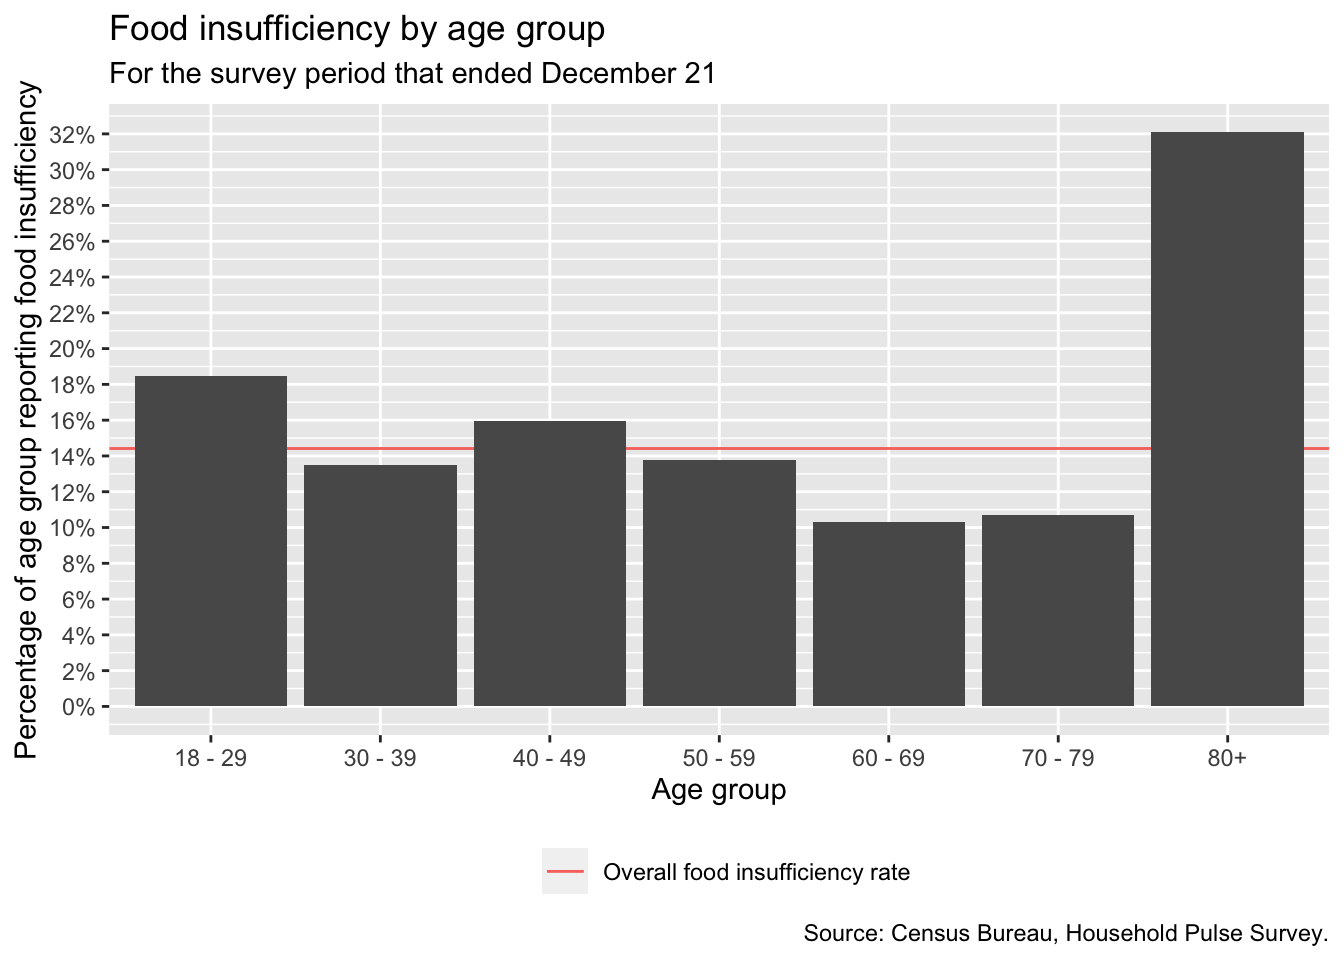 Food insufficiency by age group
For the survey period that ended December 21
Percentage of age group reporting food insufficiency
32%
30%
28%
26%
24%
22%
20%
18%
16%
14%
12%
10%
8%
6%
4%
2%
0%
18 - 29
30 - 39
40 - 49
50 - 59
60 - 69
70 - 79
80+
Age group
Overall food insufficiency rate
Source: Census Bureau, Household Pulse Survey.